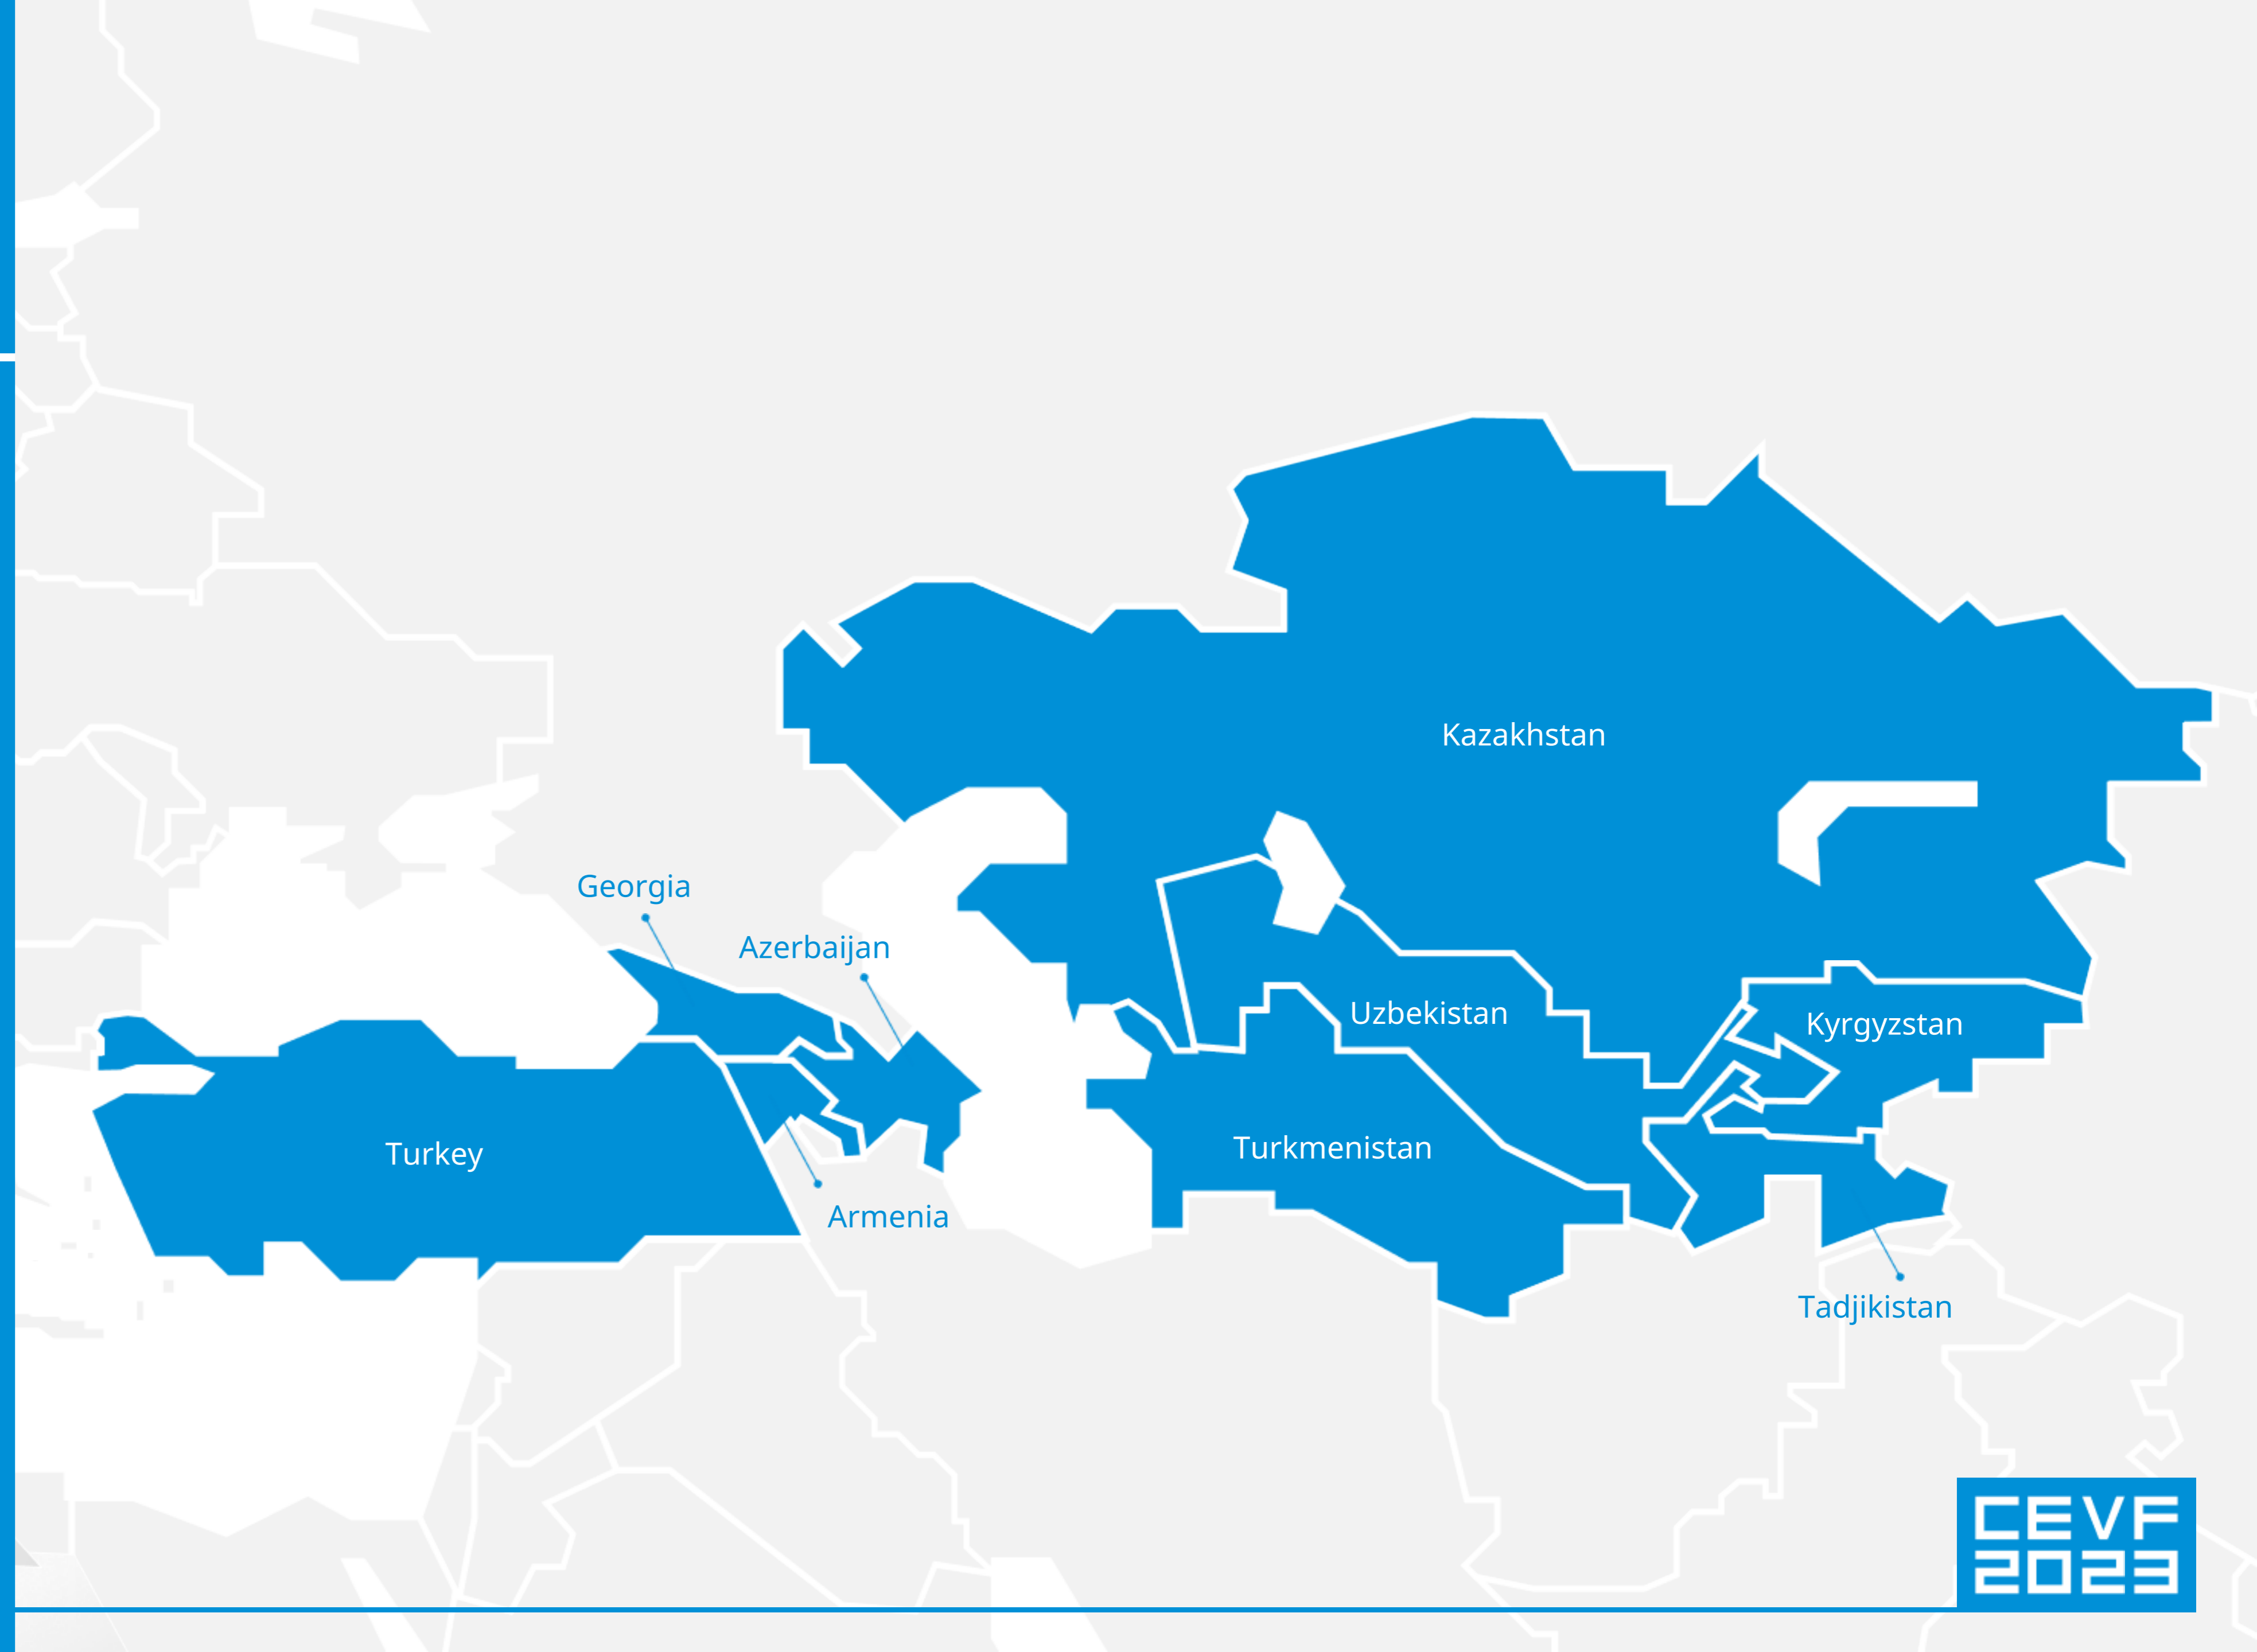 Kazakhstan
Georgia
Azerbaijan
Uzbekistan
Kyrgyzstan
Turkey
Turkmenistan
Armenia
Tadjikistan
CEVF
2023